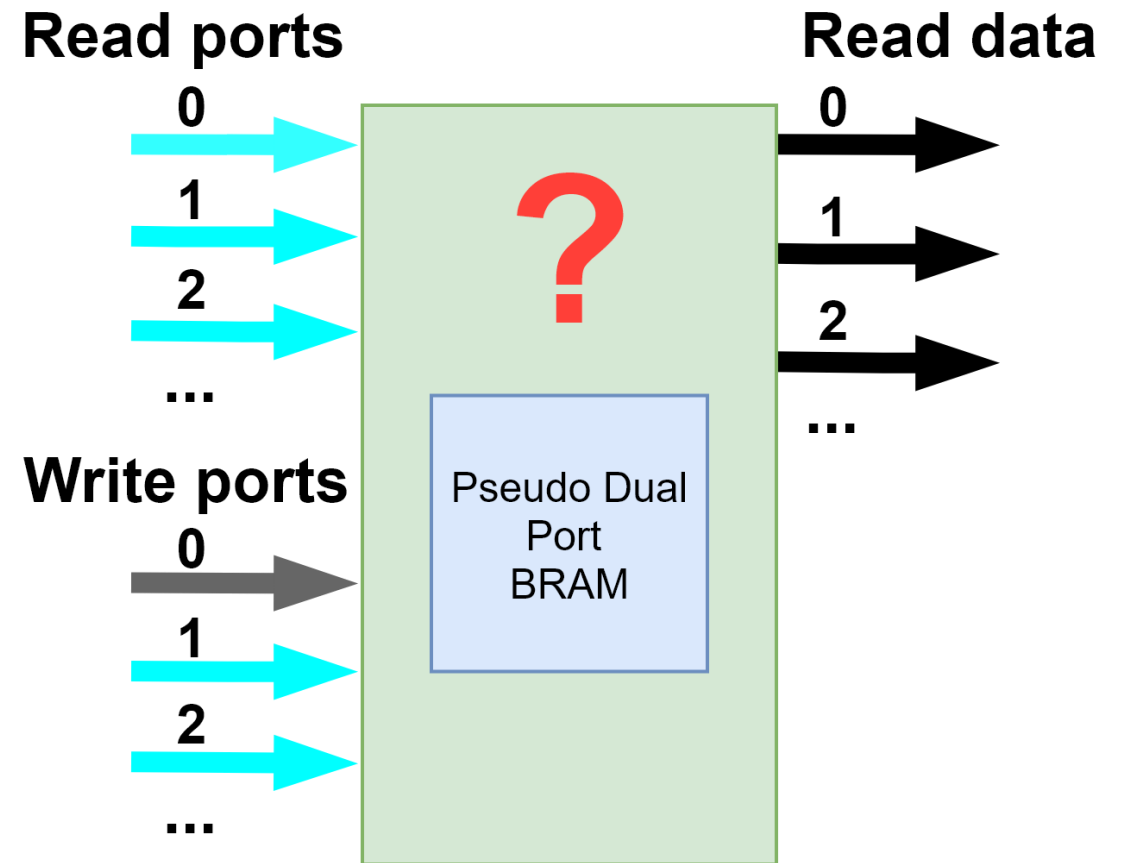 Read ports
0
1
2
...
Write ports
0
1
2
...
?
Pseudo Dual
Port
BRAM
Read data
0
1
2
...